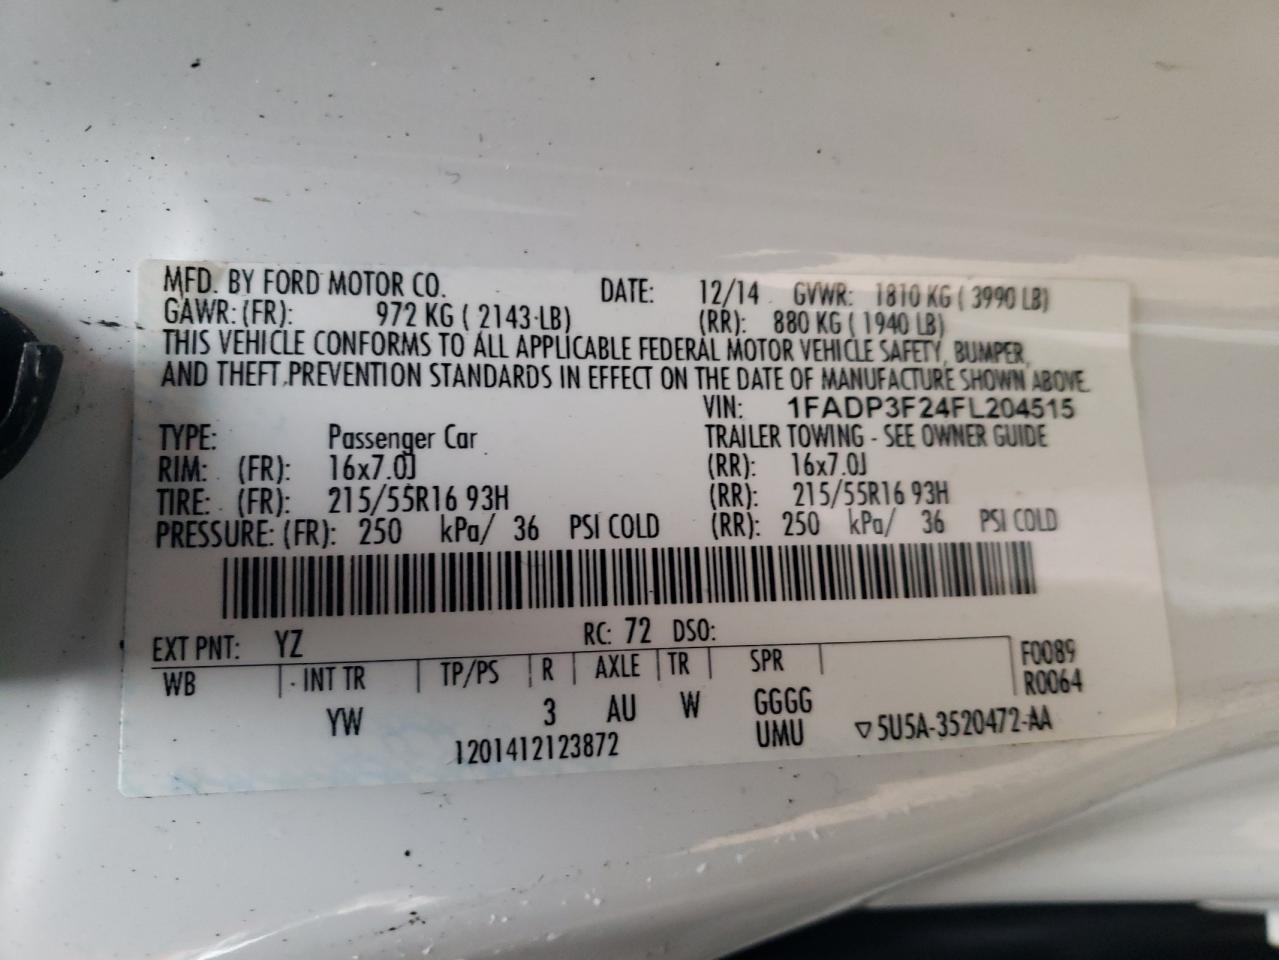 MFD. BY FORD MOTOR CO. DATE: 12/14 GVWR: 1810 KG ( 3990 LB)
GAWR: (FR): 972 KG ( 2143 LB) (RR): 880 KG ( 1940 LB)
THIS VEHICLE CONFORMS TO ALL APPLICABLE FEDERAL MOTOR VEHICLE SAFETY, BUMPER,
AND THEFT PREVENTION STANDARDS IN EFFECT ON THE DATE OF MANUFACTURE SHOWN ABOVE.
VIN: 1FADP3F24FL204515
TYPE: Passenger Car TRAILER TOWING - SEE OWNER GUIDE
RIM: (FR): 16x7.0J (RR): 16x7.0J
TIRE: (FR): 215/55R16 93H (RR): 215/55R16 93H
PRESSURE: (FR): 250 kPa/ 36 PSI COLD (RR): 250 kPa/ 36 PSI COLD
EXT PNT: YZ RC: 72 DSO:
WB INT TR TP/PS R AXLE TR SPR F0089
R0064
YW 3 AU W GGGG
1201412123872 UMU ▽5U5A-3520472-AA